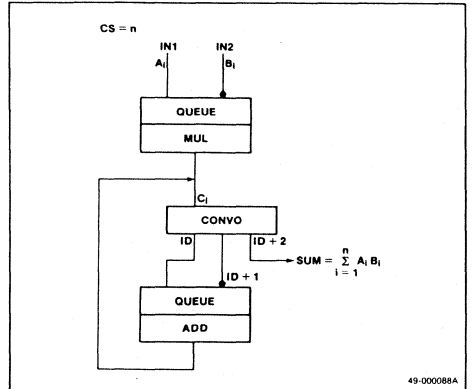 CS = n
IN1 IN2
Ai Bi
QUEUE
MUL
Ci
CONVO
ID ID + 2
SUM = n Σ i = 1 Ai Bi
ID + 1
QUEUE
ADD
49-000088A